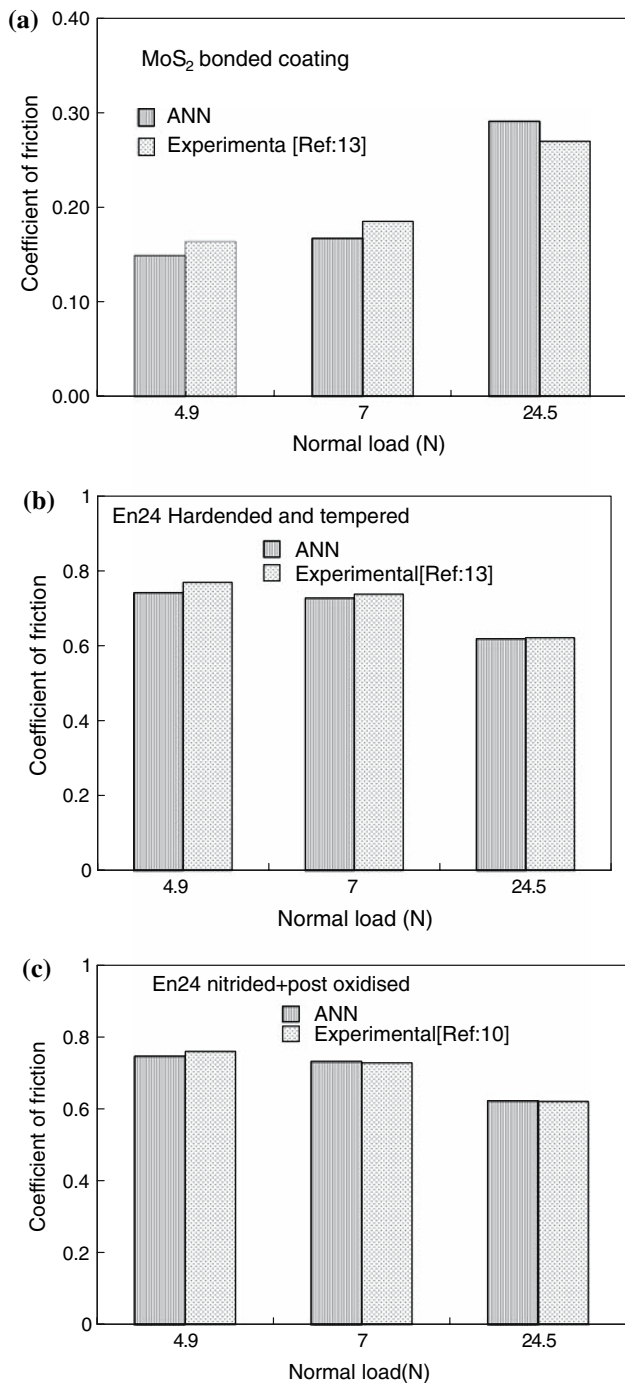 (a)
0.40
0.30
0.20
0.10
0.00
Coefficient of friction
MoS₂ bonded coating
ANN
Experimenta [Ref:13]
4.9 7 24.5
Normal load (N)
(b)
1
0.8
0.6
0.4
0.2
0
Coefficient of friction
En24 Hardended and tempered
ANN
Experimental[Ref:13]
4.9 7 24.5
Normal load (N)
(c)
1
0.8
0.6
0.4
0.2
0
Coefficient of friction
En24 nitrided+post oxidised
ANN
Experimental[Ref:10]
4.9 7 24.5
Normal load(N)